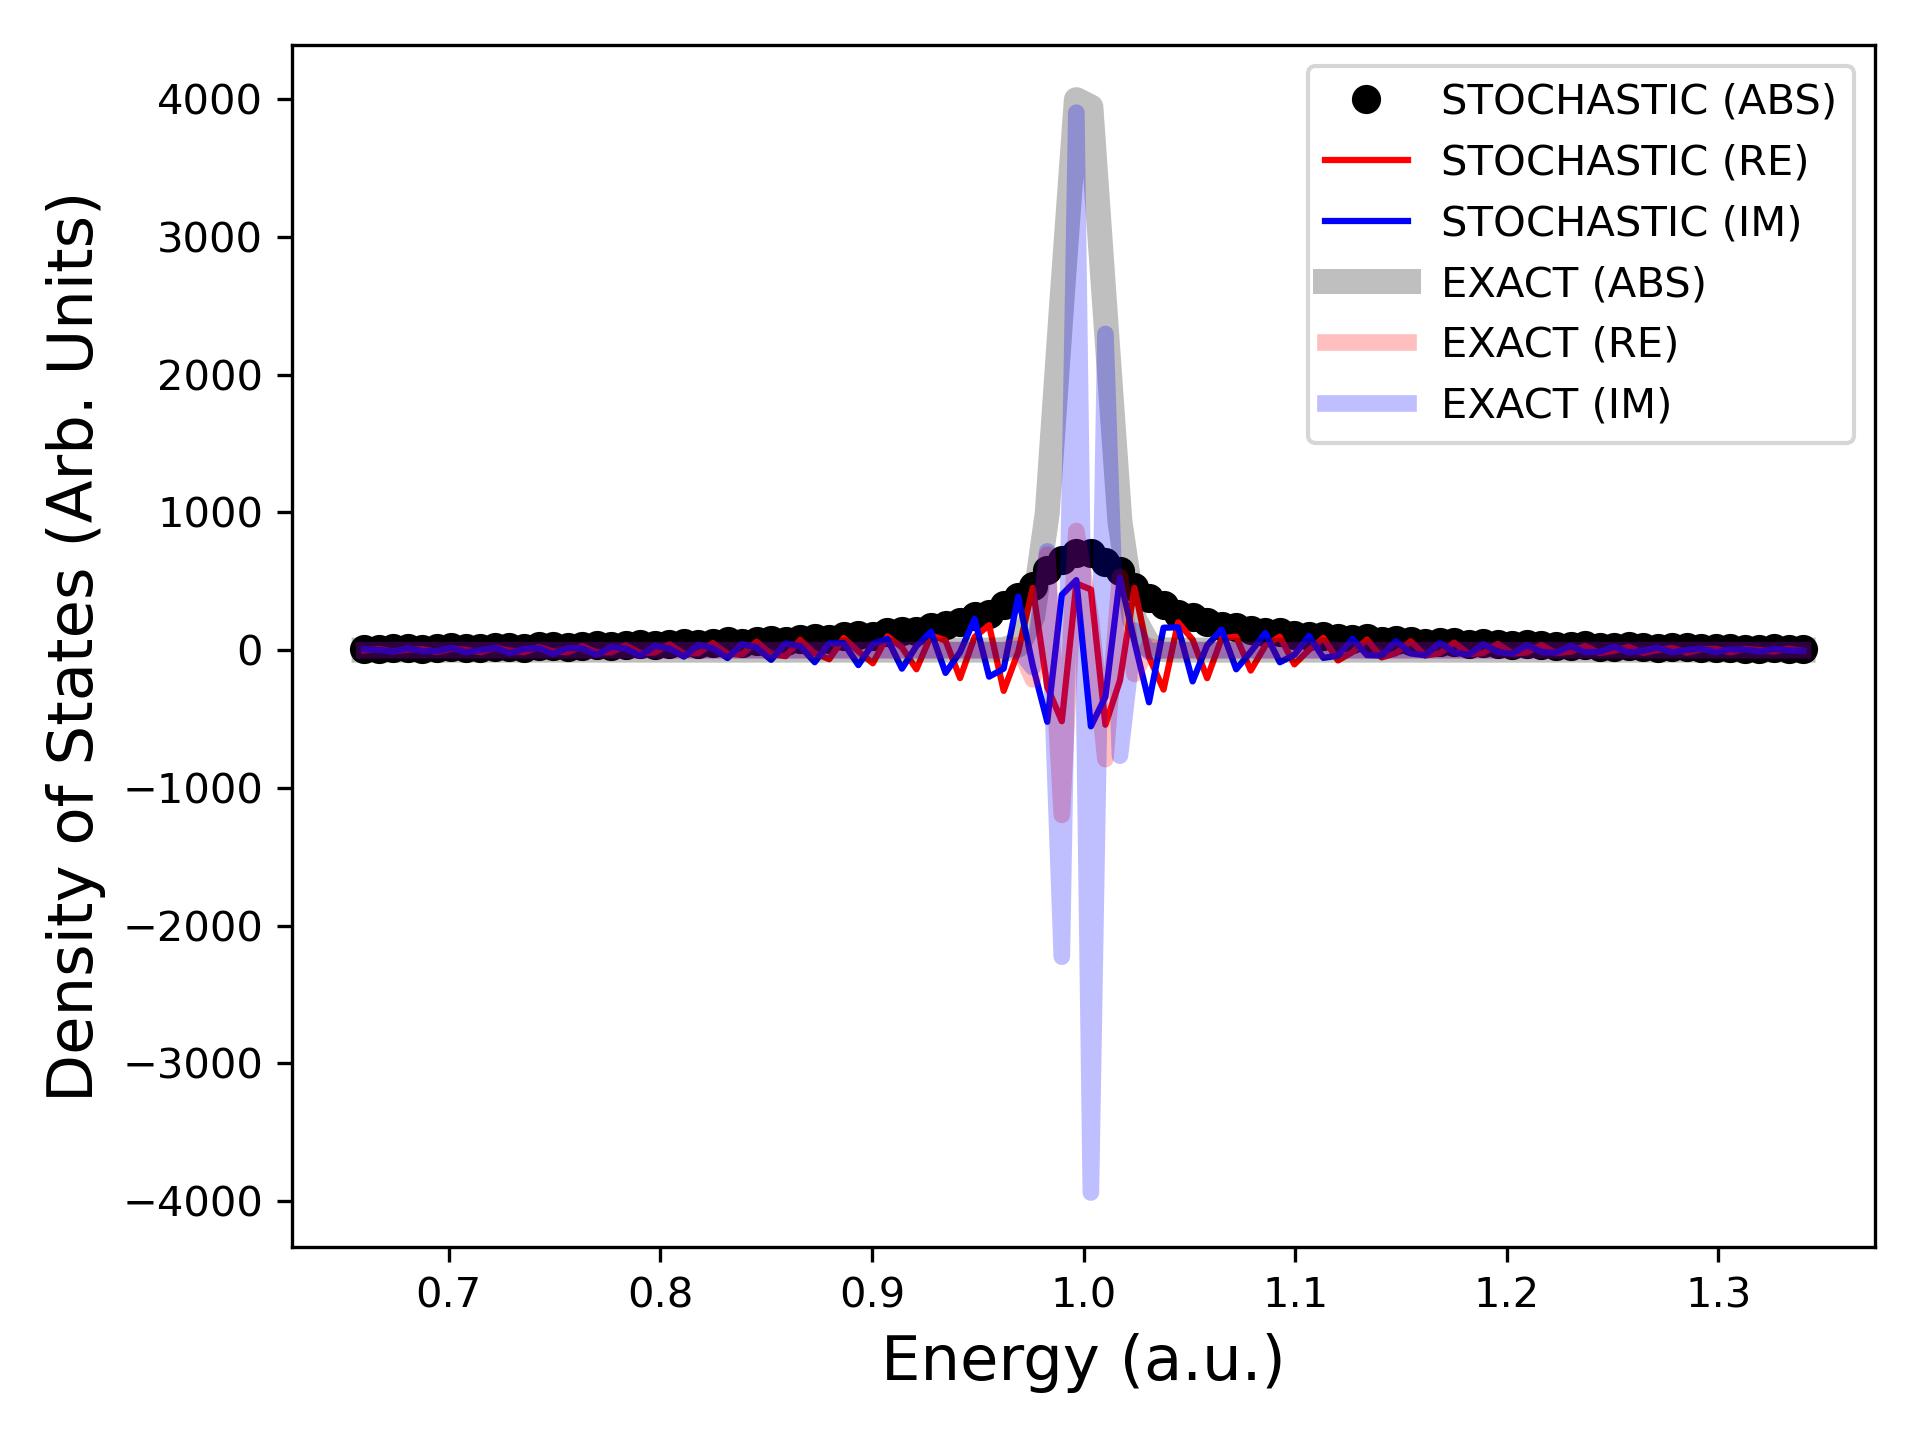 4000
3000
2000
1000
0
−1000
−2000
−3000
−4000
Density of States (Arb. Units)
STOCHASTIC (ABS)
STOCHASTIC (RE)
STOCHASTIC (IM)
EXACT (ABS)
EXACT (RE)
EXACT (IM)
0.7 0.8 0.9 1.0 1.1 1.2 1.3
Energy (a.u.)